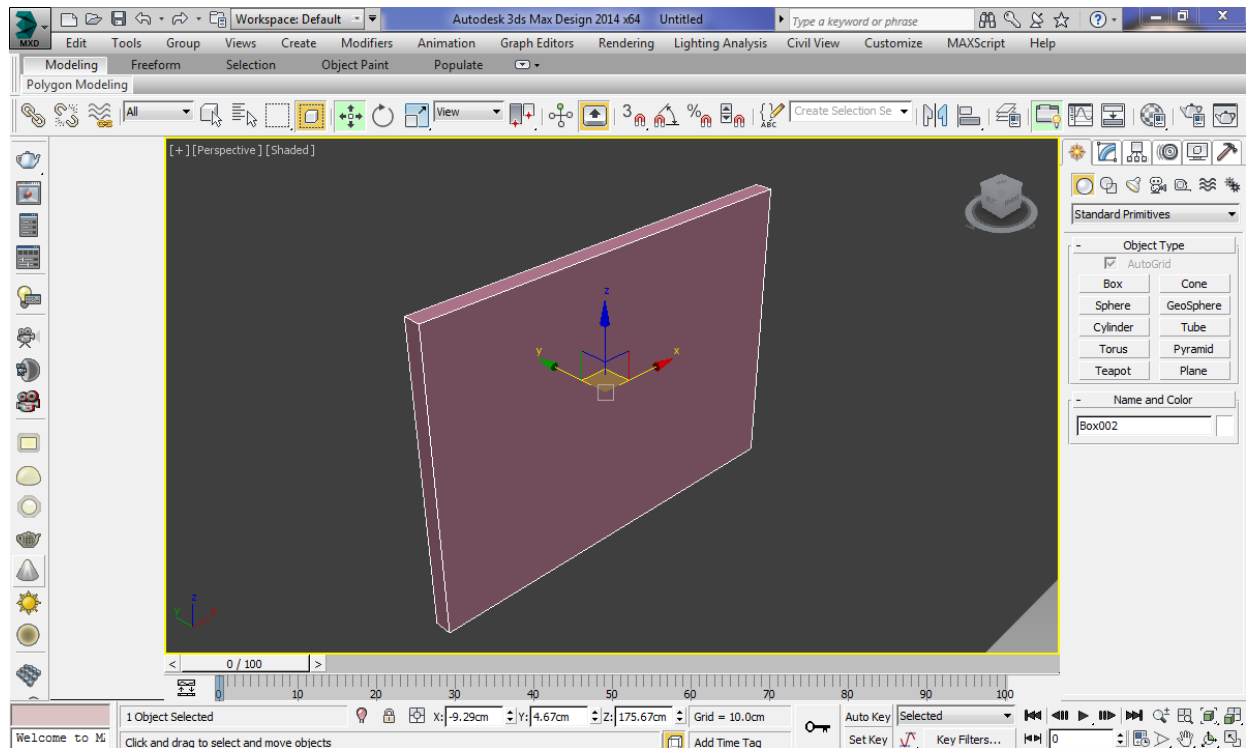 Workspace: Default
Autodesk 3ds Max Design 2014 x64 Untitled
Type a keyword or phrase
MXD
Edit Tools Group Views Create Modifiers Animation Graph Editors Rendering Lighting Analysis Civil View Customize MAXScript Help
Modeling Freeform Selection Object Paint Populate
Polygon Modeling
All
View
3
%
ABC
Create Selection Se
[+][Perspective][Shaded]
Standard Primitives
- Object Type
AutoGrid
Box Cone
Sphere GeoSphere
Cylinder Tube
Torus Pyramid
Teapot Plane
- Name and Color
Box002
z
y
x
z
y
x
< 0 / 100 >
0 10 20 30 40 50 60 70 80 90 100
1 Object Selected X: -9.29cm Y: 4.67cm Z: 175.67cm Grid = 10.0cm Auto Key Selected
Welcome to M Click and drag to select and move objects Add Time Tag Set Key Key Filters... 0